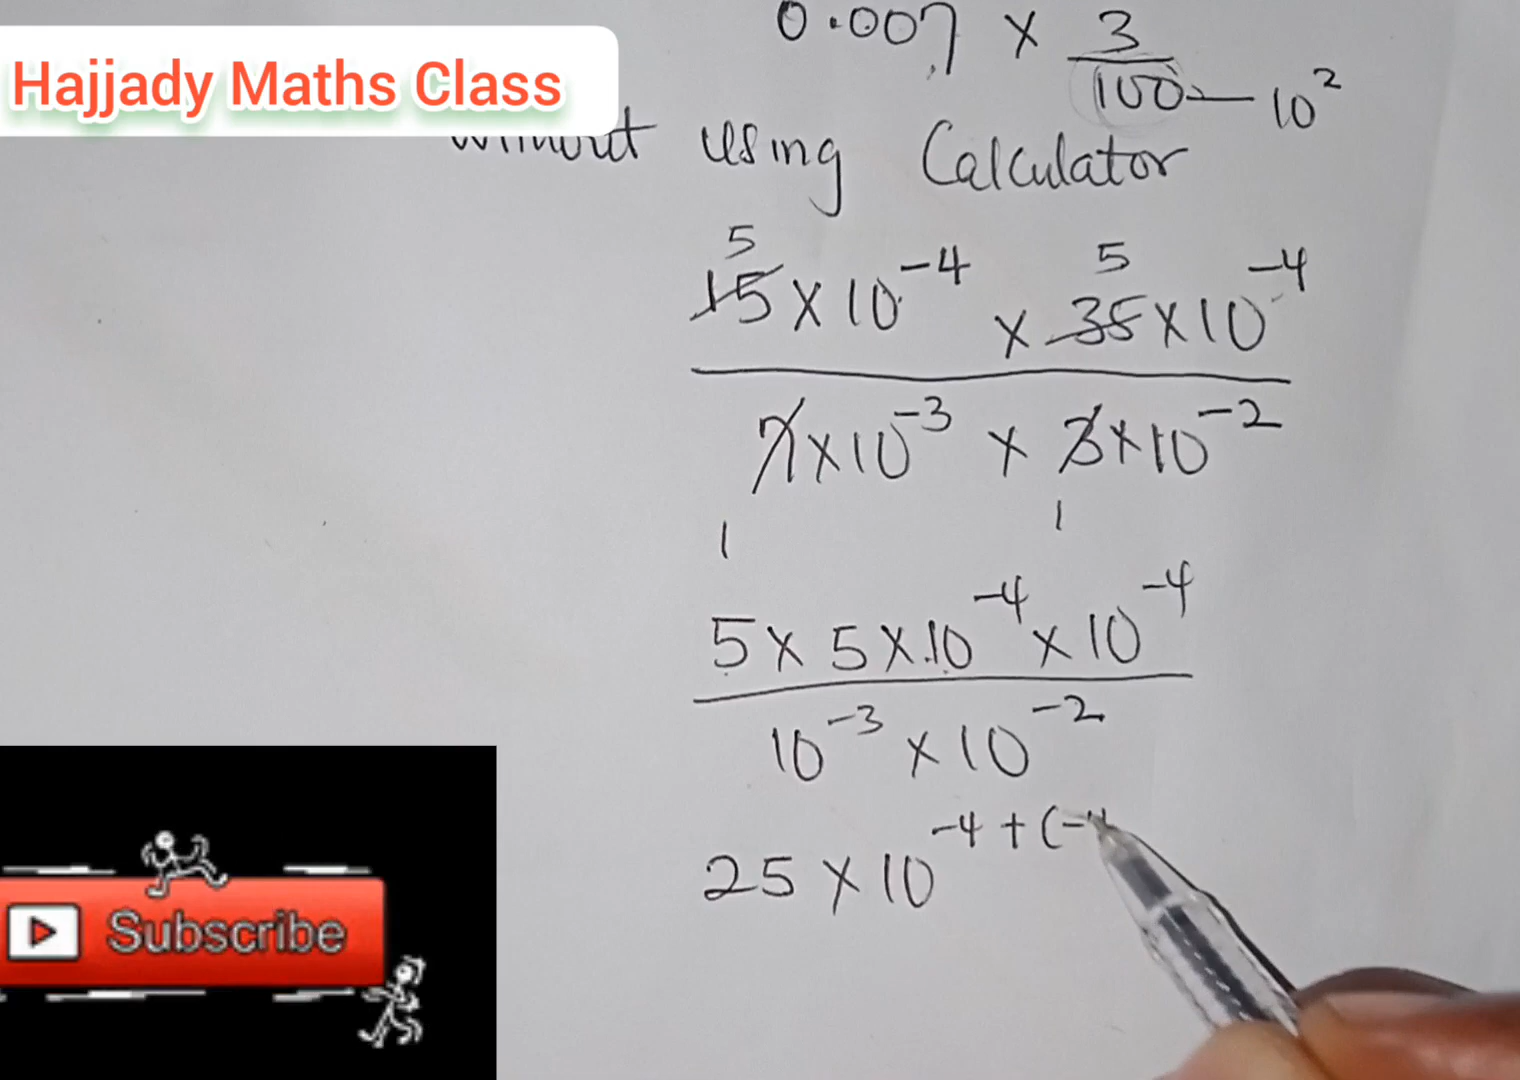 0.007 × 3/100 — 10²
Hajjady Maths Class
without using Calculator
5 5
15 × 10⁻⁴ × 35 × 10⁻⁴
7 × 10⁻³ × 3 × 10⁻²
1 1
5 × 5 × 10⁻⁴ × 10⁻⁴
10⁻³ × 10⁻²
25 × 10⁻⁴ ⁺ ⁽⁻
Subscribe